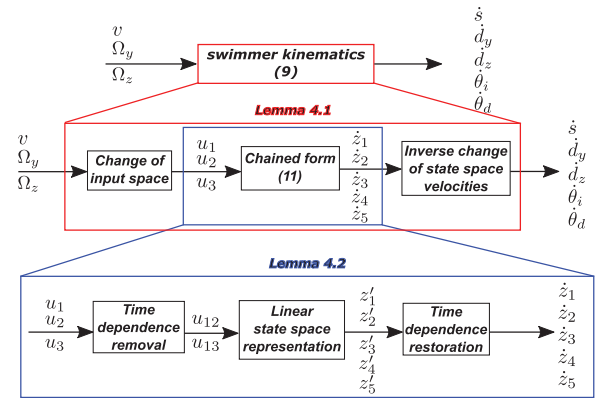 v
Ω_y
Ω_z
swimmer kinematics
(9)
ṡ
ḋ_y
ḋ_z
θ̇_i
θ̇_d
Lemma 4.1
v
Ω_y
Ω_z
Change of
input space
u_1
u_2
u_3
Chained form
(11)
ż_1
ż_2
ż_3
ż_4
ż_5
Inverse change
of state space
velocities
ṡ
ḋ_y
ḋ_z
θ̇_i
θ̇_d
Lemma 4.2
u_1
u_2
u_3
Time
dependence
removal
u_12
u_13
Linear
state space
representation
z′_1
z′_2
z′_3
z′_4
z′_5
Time
dependence
restoration
ż_1
ż_2
ż_3
ż_4
ż_5